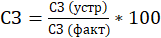 СЗ = СЗ (устр) / СЗ (факт) * 100